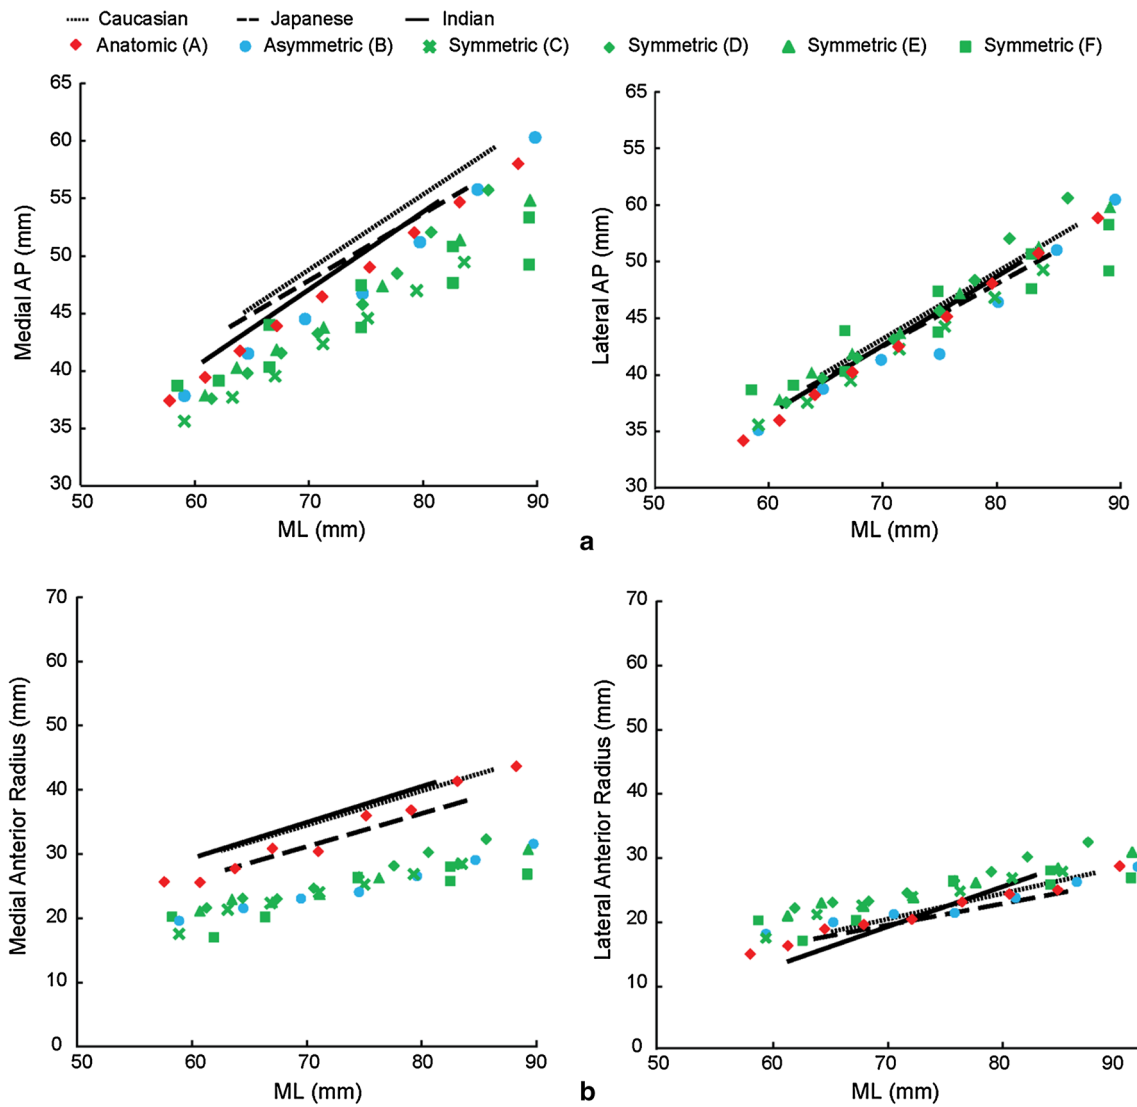 Caucasian Japanese Indian
Anatomic (A) Asymmetric (B) Symmetric (C) Symmetric (D) Symmetric (E) Symmetric (F)
65
60
55
50
45
40
35
30
Medial AP (mm)
50 60 70 80 90
ML (mm)
65
55
60
50
45
40
35
30
Lateral AP (mm)
50 60 70 80 90
ML (mm)
a
70
60
50
40
30
20
10
0
Medial Anterior Radius (mm)
50 60 70 80 90
ML (mm)
70
60
50
40
30
20
10
0
Lateral Anterior Radius (mm)
50 60 70 80 90
ML (mm)
b